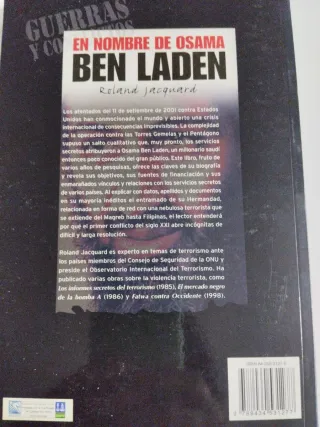 GUERRAS
Y CO
EN NOMBRE DE OSAMA
BEN LADEN
Roland Jacquard
Los atentados del 11 de setiembre de 2001 contra Estados
Unidos han conmocionado el mundo y abierto una crisis
internacional de consecuencias imprevisibles. La complejidad
de la operación contra las Torres Gemelas y el Pentágono
supuso un salto cualitativo que, muy pronto, los servicios
secretos atribuyeron a Osama Ben Laden, un millonario saudí
entonces poco conocido del gran público. Este libro, fruto de
varios años de pesquisas, ofrece las claves de su biografía
y revela sus objetivos, sus fuentes de financiación y sus
enmarañados vínculos y relaciones con los servicios secretos
de varios países. Al explicar con datos, apellidos y documentos
en su mayoría inéditos el entramado de su Hermandad,
relacionada en forma de red con una nebulosa terrorista que
se extiende del Magreb hasta Filipinas, el lector entenderá
por qué el primer conflicto del siglo XXI abre incógnitas de
difícil y larga resolución.
Roland Jacquard es experto en temas de terrorismo ante
los países miembros del Consejo de Seguridad de la ONU y
preside el Observatorio Internacional del Terrorismo. Ha
publicado varias obras sobre la violencia terrorista, como
Los informes secretos del terrorismo (1985), El mercado negro
de la bomba A (1986) y Fatwa contra Occidente (1998).